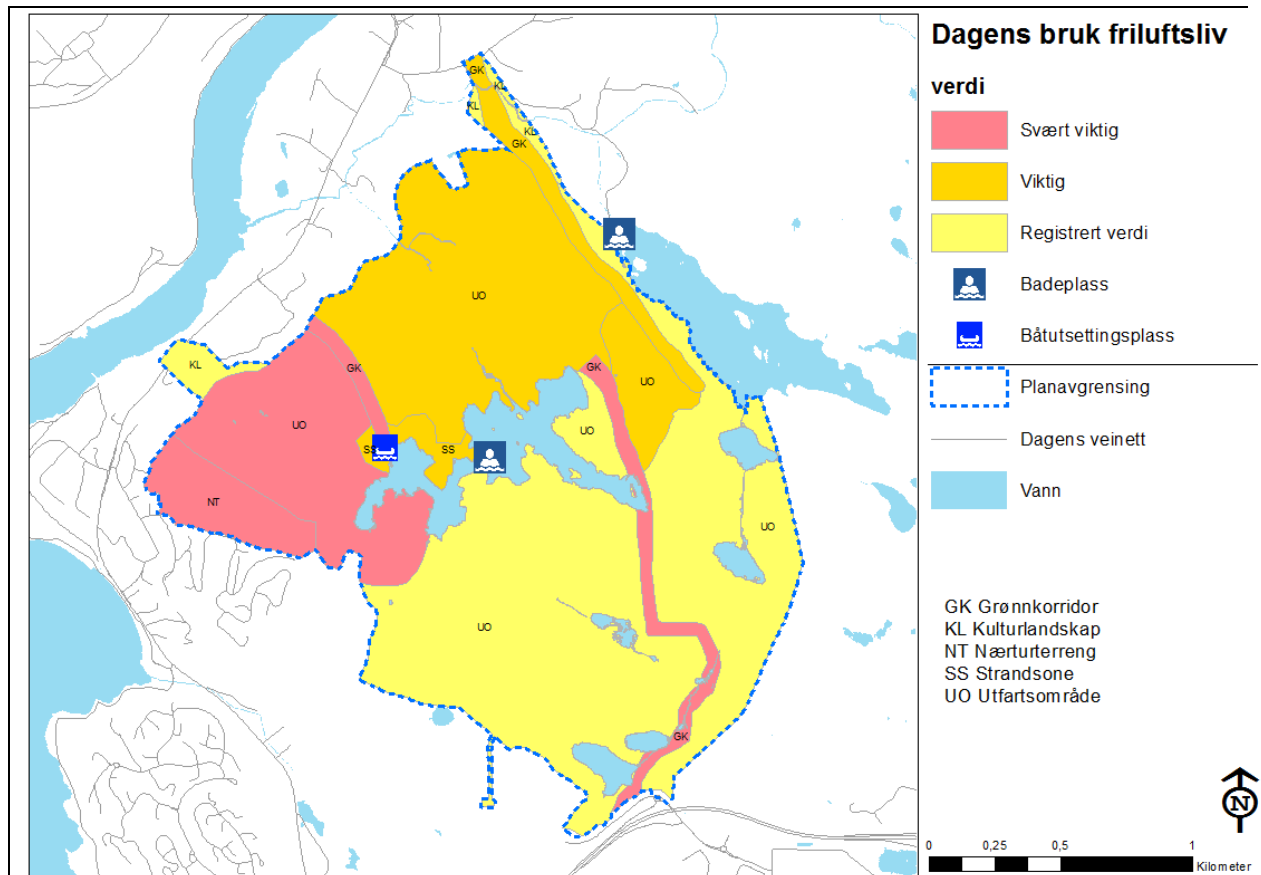 Dagens bruk friluftsliv
verdi
Svært viktig
Viktig
Registrert verdi
Badeplass
Båtutsettingsplass
Planavgrensing
Dagens veinett
Vann
GK Grønnkorridor
KL Kulturlandskap
NT Nærturterreng
SS Strandsone
UO Utfartsområde
N
0 0,25 0,5 1
Kilometer
GK
KL
KL
KL
GK
UO
KL
GK
GK
UO
UO
UO
SS
SS
NT
UO
UO
GK